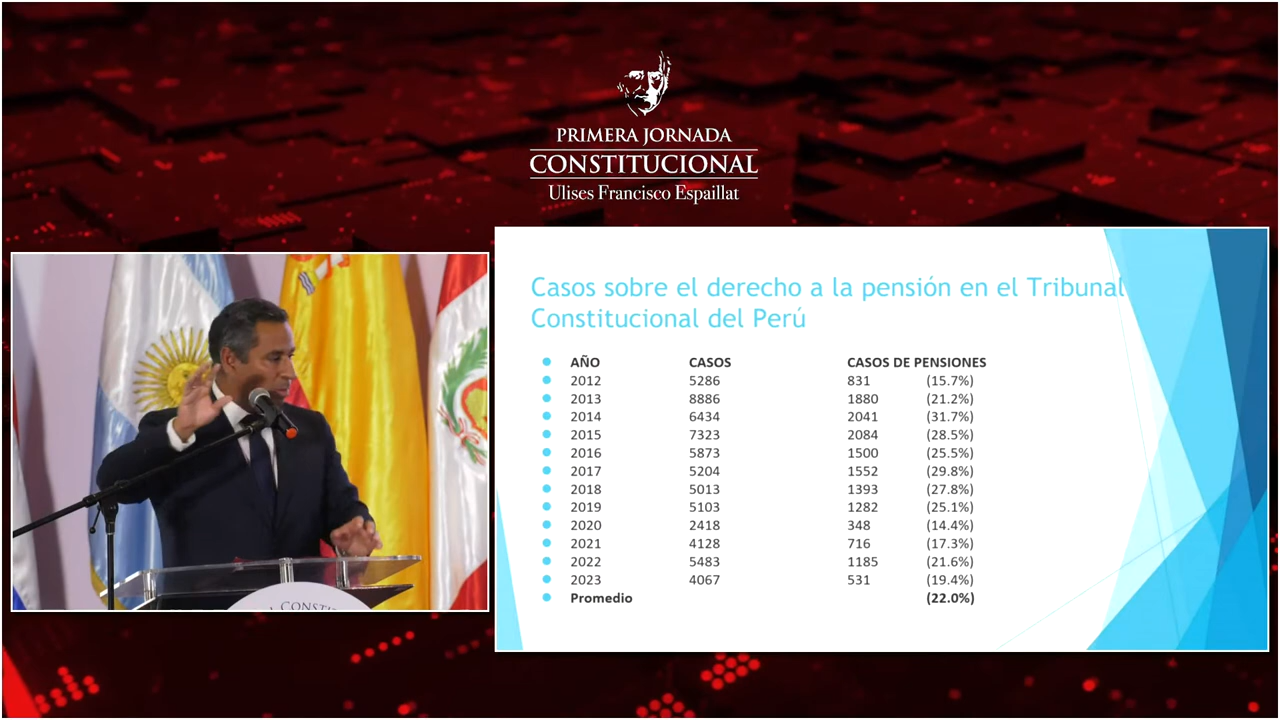 PRIMERA JORNADA
CONSTITUCIONAL
Ulises Francisco Espaillat
Casos sobre el derecho a la pensión en el Tribunal
Constitucional del Perú
AÑO CASOS CASOS DE PENSIONES
2012 5286 831 (15.7%)
2013 8886 1880 (21.2%)
2014 6434 2041 (31.7%)
2015 7323 2084 (28.5%)
2016 5873 1500 (25.5%)
2017 5204 1552 (29.8%)
2018 5013 1393 (27.8%)
2019 5103 1282 (25.1%)
2020 2418 348 (14.4%)
2021 4128 716 (17.3%)
2022 5483 1185 (21.6%)
2023 4067 531 (19.4%)
Promedio (22.0%)